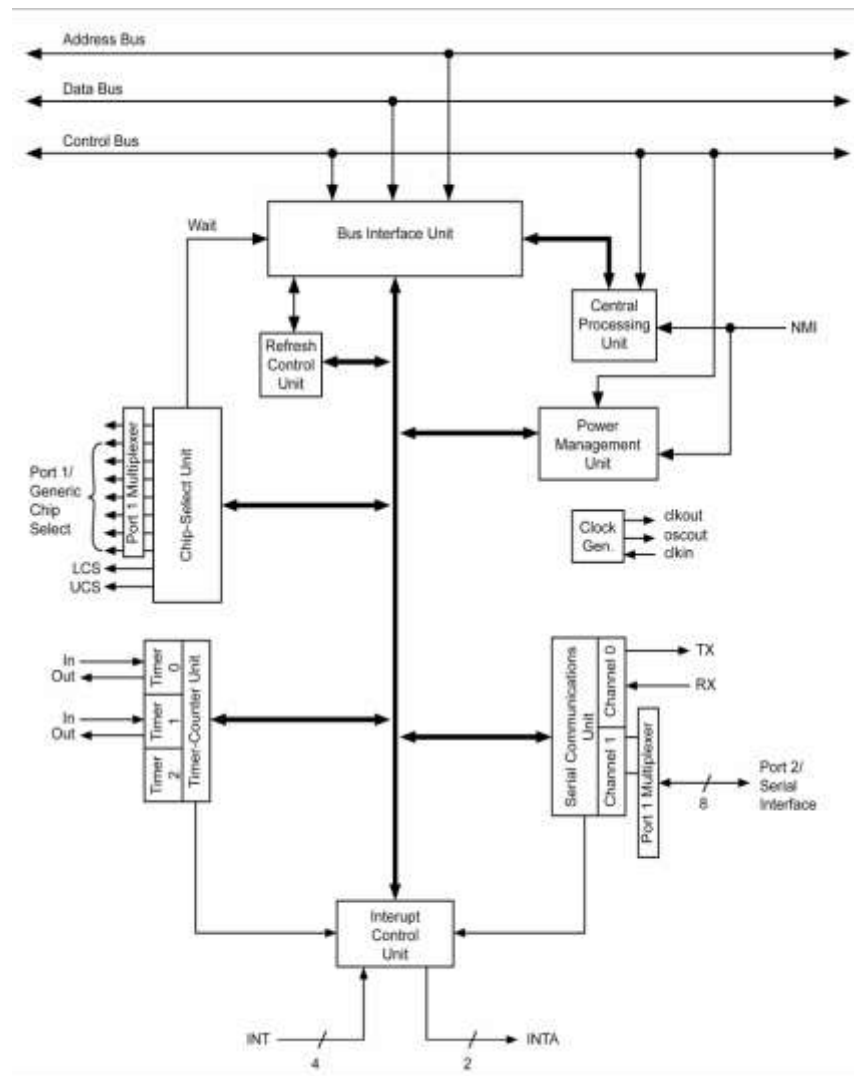 Address Bus
Data Bus
Control Bus
Wait
Bus Interface Unit
Central
Processing
Unit
NMI
Refresh
Control
Unit
Power
Management
Unit
Port 1/
Generic
Chip
Select
Port 1 Multiplexer
Chip-Select Unit
LCS
UCS
Clock
Gen.
clkout
oscout
clkin
In
Out
In
Out
Timer
0
Timer
1
Timer
2
Timer-Counter Unit
Serial Communications
Unit
Channel 0
Channel 1
TX
RX
Port 1 Multiplexer
8
Port 2/
Serial
Interface
Interupt
Control
Unit
INT
4
2
INTA